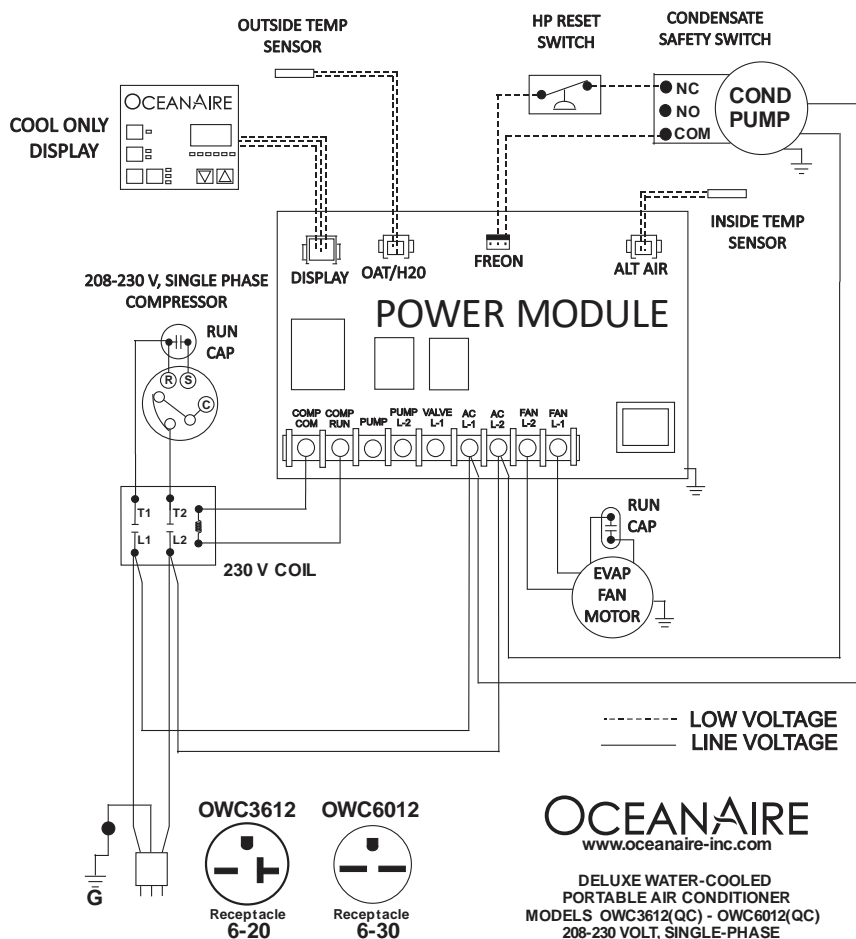 OUTSIDE TEMP
SENSOR
HP RESET
SWITCH
CONDENSATE
SAFETY SWITCH
OCEANAIRE
COOL ONLY
DISPLAY
NC
NO
COM
COND
PUMP
INSIDE TEMP
SENSOR
DISPLAY
OAT/H20
FREON
ALT AIR
208-230 V, SINGLE PHASE
COMPRESSOR
RUN
CAP
R
S
C
POWER MODULE
COMP
COM
COMP
RUN
PUMP
PUMP
L-2
VALVE
L-1
AC
L-1
AC
L-2
FAN
L-2
FAN
L-1
T1
T2
L1
L2
230 V COIL
RUN
CAP
EVAP
FAN
MOTOR
LOW VOLTAGE
LINE VOLTAGE
G
OWC3612
Receptacle
6-20
OWC6012
Receptacle
6-30
OCEANAIRE
www.oceanaire-inc.com
DELUXE WATER-COOLED
PORTABLE AIR CONDITIONER
MODELS OWC3612(QC) - OWC6012(QC)
208-230 VOLT, SINGLE-PHASE